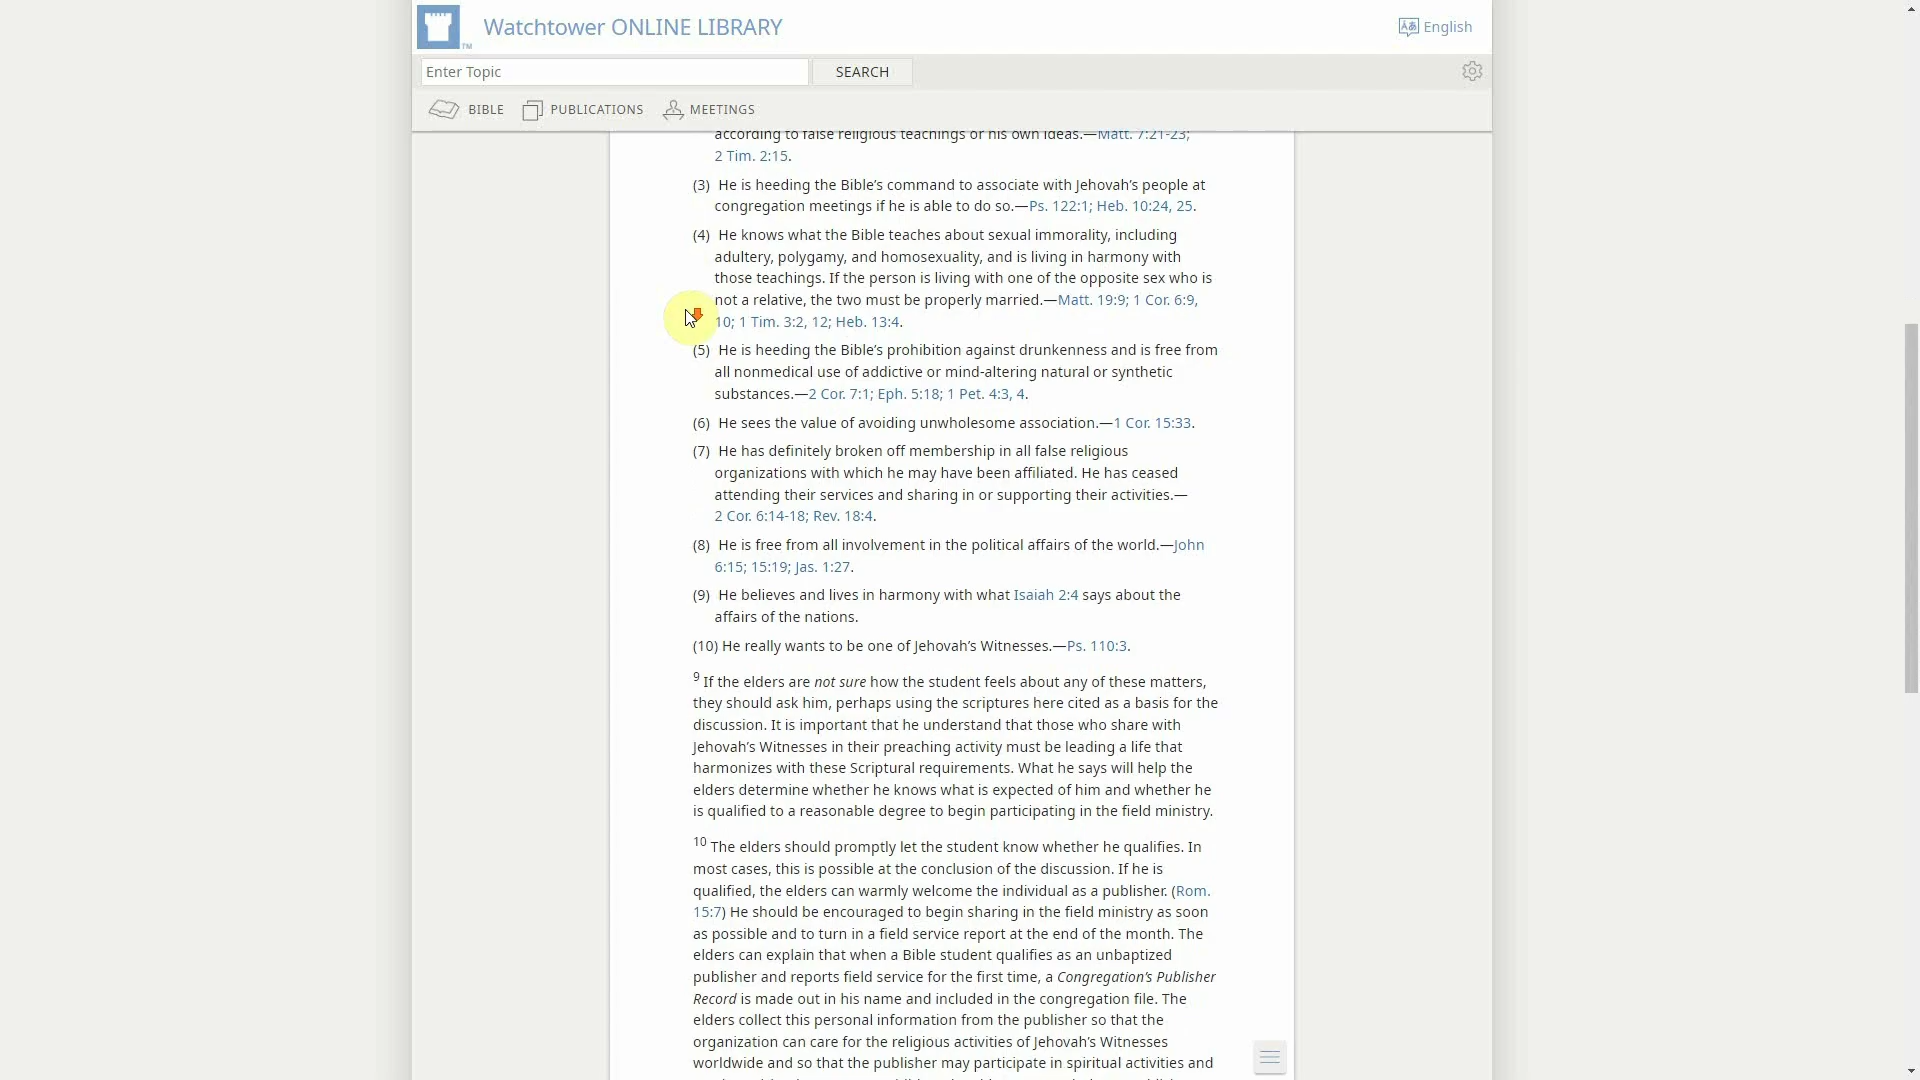 Watchtower ONLINE LIBRARY
TM
English
Enter Topic
SEARCH
BIBLE
PUBLICATIONS
MEETINGS
according to false religious teachings or his own ideas.—Matt. 7:21-23;
2 Tim. 2:15.
(3) He is heeding the Bible’s command to associate with Jehovah’s people at
congregation meetings if he is able to do so.—Ps. 122:1; Heb. 10:24, 25.
(4) He knows what the Bible teaches about sexual immorality, including
adultery, polygamy, and homosexuality, and is living in harmony with
those teachings. If the person is living with one of the opposite sex who is
not a relative, the two must be properly married.—Matt. 19:9; 1 Cor. 6:9,
10; 1 Tim. 3:2, 12; Heb. 13:4.
(5) He is heeding the Bible’s prohibition against drunkenness and is free from
all nonmedical use of addictive or mind-altering natural or synthetic
substances.—2 Cor. 7:1; Eph. 5:18; 1 Pet. 4:3, 4.
(6) He sees the value of avoiding unwholesome association.—1 Cor. 15:33.
(7) He has definitely broken off membership in all false religious
organizations with which he may have been affiliated. He has ceased
attending their services and sharing in or supporting their activities.—
2 Cor. 6:14-18; Rev. 18:4.
(8) He is free from all involvement in the political affairs of the world.—John
6:15; 15:19; Jas. 1:27.
(9) He believes and lives in harmony with what Isaiah 2:4 says about the
affairs of the nations.
(10) He really wants to be one of Jehovah’s Witnesses.—Ps. 110:3.
9 If the elders are not sure how the student feels about any of these matters,
they should ask him, perhaps using the scriptures here cited as a basis for the
discussion. It is important that he understand that those who share with
Jehovah’s Witnesses in their preaching activity must be leading a life that
harmonizes with these Scriptural requirements. What he says will help the
elders determine whether he knows what is expected of him and whether he
is qualified to a reasonable degree to begin participating in the field ministry.
10 The elders should promptly let the student know whether he qualifies. In
most cases, this is possible at the conclusion of the discussion. If he is
qualified, the elders can warmly welcome the individual as a publisher. (Rom.
15:7) He should be encouraged to begin sharing in the field ministry as soon
as possible and to turn in a field service report at the end of the month. The
elders can explain that when a Bible student qualifies as an unbaptized
publisher and reports field service for the first time, a Congregation’s Publisher
Record is made out in his name and included in the congregation file. The
elders collect this personal information from the publisher so that the
organization can care for the religious activities of Jehovah’s Witnesses
worldwide and so that the publisher may participate in spiritual activities and